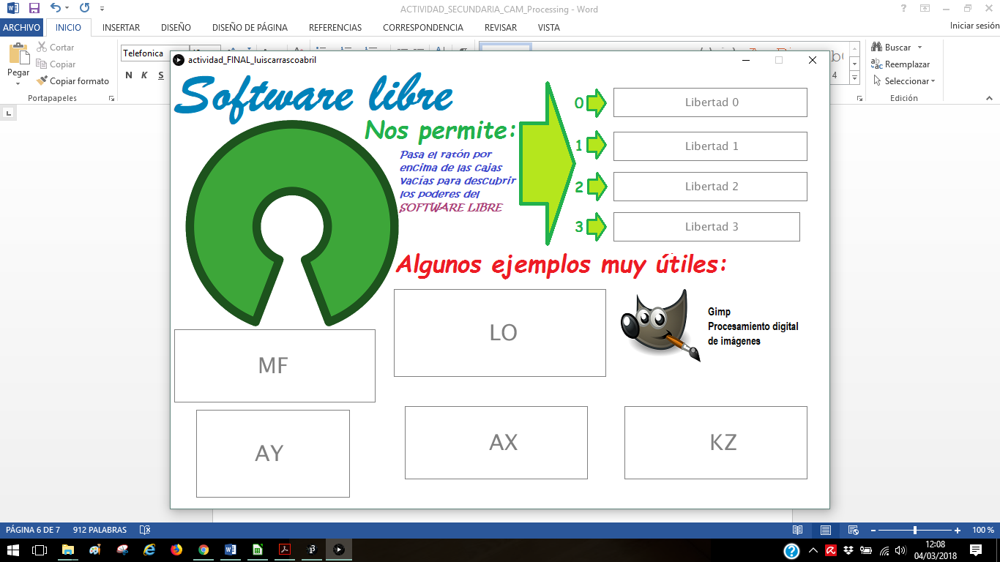 ACTIVIDAD_SECUNDARIA_CAM_Processing - Word
ARCHIVO INICIO INSERTAR DISEÑO DISEÑO DE PÁGINA REFERENCIAS CORRESPONDENCIA REVISAR VISTA
Iniciar sesión
Pegar
Cortar
Copiar
Copiar formato
Portapapeles
Telefonica
N K S
Buscar
Reemplazar
Seleccionar
Edición
actividad_FINAL_luiscarrascoabril
Software libre
Nos permite:
Pasa el ratón por
encima de las cajas
vacías para descubrir
los poderes del
SOFTWARE LIBRE
0 Libertad 0
1 Libertad 1
2 Libertad 2
3 Libertad 3
Algunos ejemplos muy útiles:
LO
Gimp
Procesamiento digital
de imágenes
MF
AY
AX
KZ
PÁGINA 6 DE 7 912 PALABRAS
100 %
12:08
04/03/2018